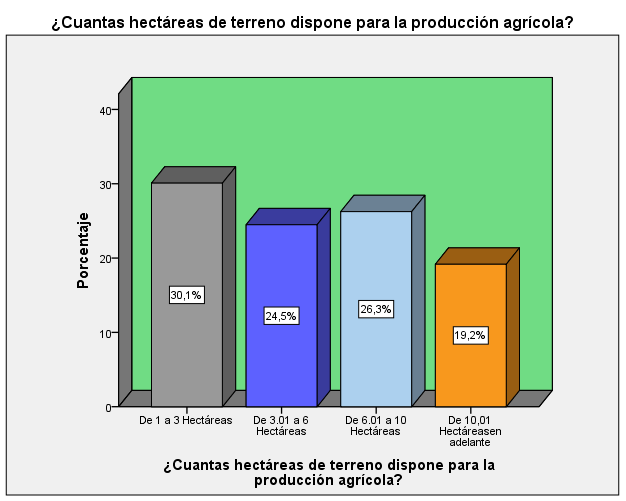 ¿Cuantas hectáreas de terreno dispone para la producción agrícola?
40
30
20
10
0
Porcentaje
30,1%
24,5%
26,3%
19,2%
De 1 a 3 Hectáreas
De 3.01 a 6
Hectáreas
De 6.01 a 10
Hectáreas
De 10,01
Hectáreasen
adelante
¿Cuantas hectáreas de terreno dispone para la
producción agrícola?